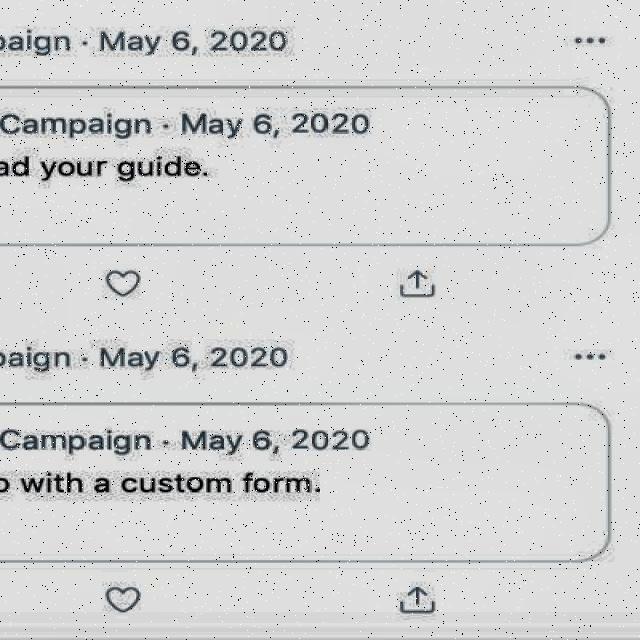 paign · May 6, 2020
Campaign · May 6, 2020
ad your guide.
paign · May 6, 2020
Campaign · May 6, 2020
with a custom form.